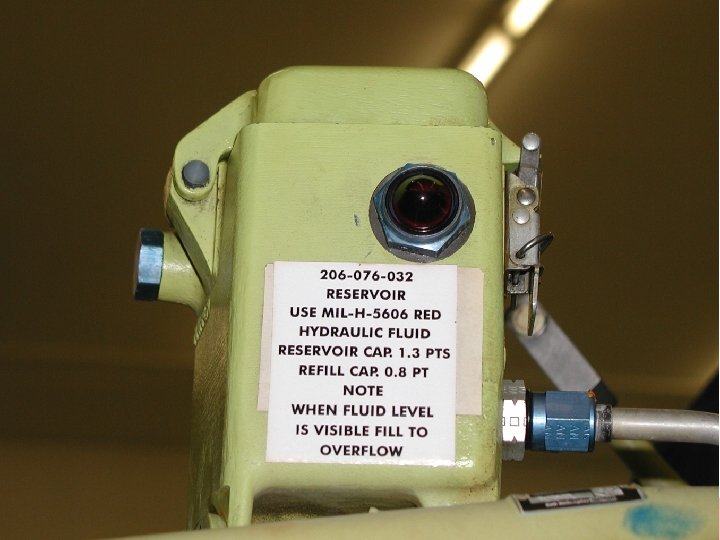 206-076-032
RESERVOIR
USE MIL-H-5606 RED
HYDRAULIC FLUID
RESERVOIR CAP. 1.3 PTS
REFILL CAP. 0.8 PT
NOTE
WHEN FLUID LEVEL
IS VISIBLE FILL TO
OVERFLOW